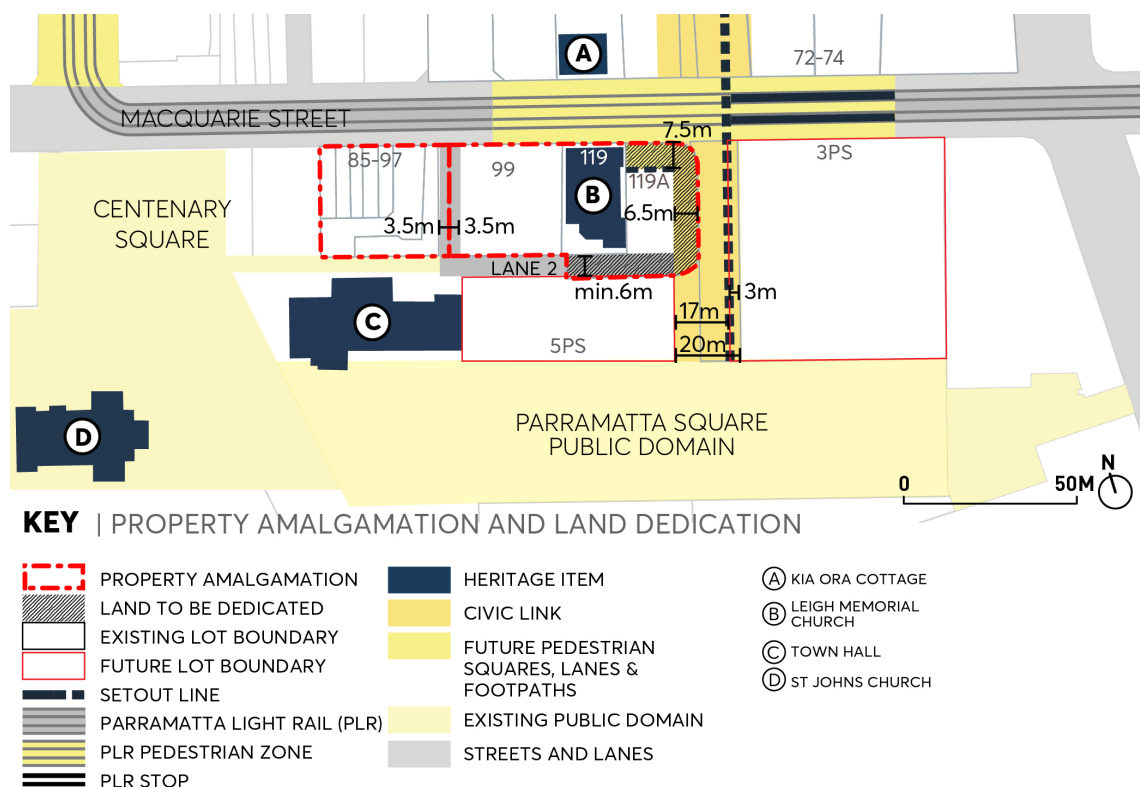 A
72-74
MACQUARIE STREET
7.5m
85-97
99
119
3PS
119A
B
CENTENARY
SQUARE
3.5m
3.5m
6.5m
LANE 2
min.6m
3m
17m
C
5PS
20m
PARRAMATTA SQUARE
PUBLIC DOMAIN
D
N
0
50M
KEY | PROPERTY AMALGAMATION AND LAND DEDICATION
PROPERTY AMALGAMATION
LAND TO BE DEDICATED
EXISTING LOT BOUNDARY
FUTURE LOT BOUNDARY
SETOUT LINE
PARRAMATTA LIGHT RAIL (PLR)
PLR PEDESTRIAN ZONE
PLR STOP
HERITAGE ITEM
CIVIC LINK
FUTURE PEDESTRIAN
SQUARES, LANES &
FOOTPATHS
EXISTING PUBLIC DOMAIN
STREETS AND LANES
A KIA ORA COTTAGE
B LEIGH MEMORIAL
CHURCH
C TOWN HALL
D ST JOHNS CHURCH